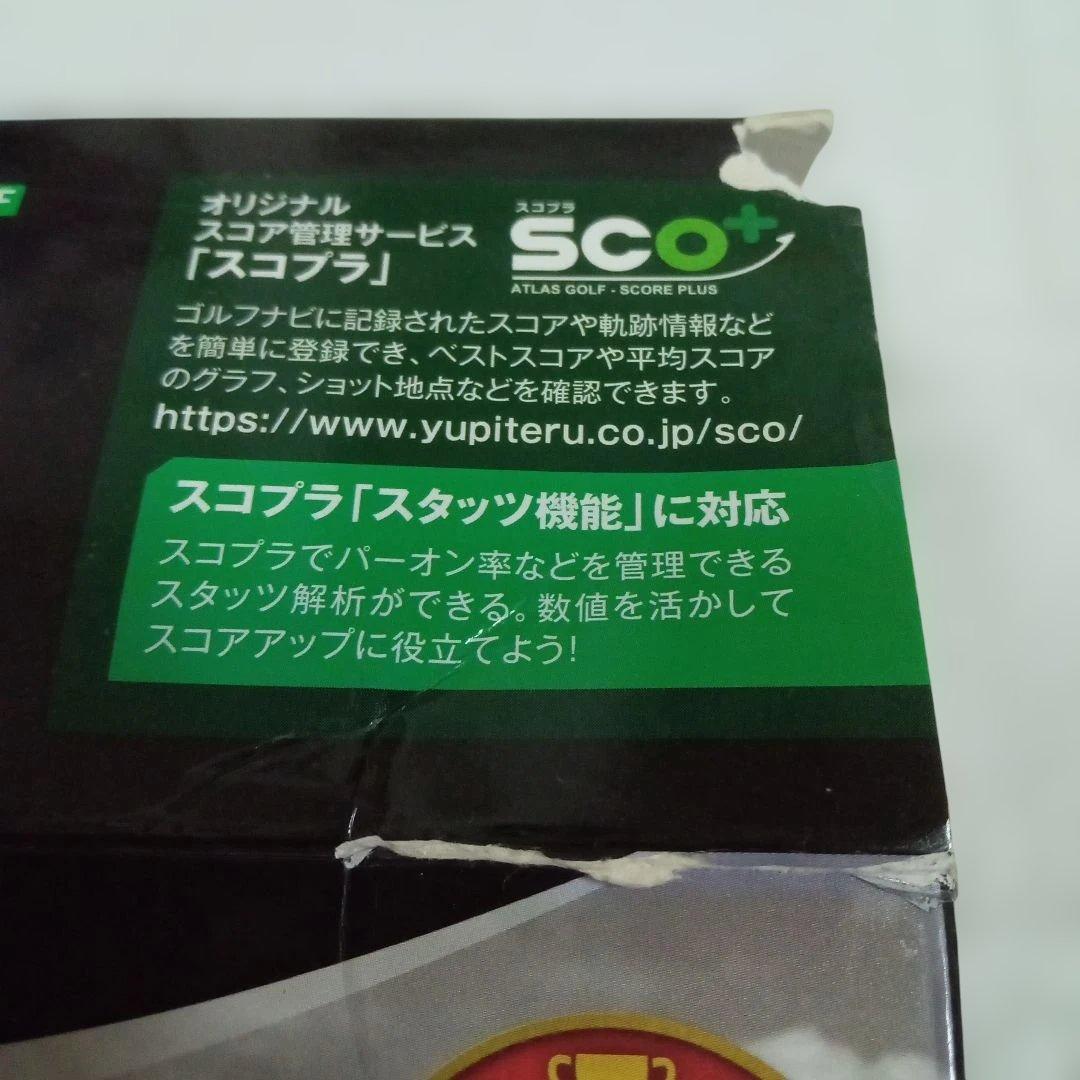 オリジナル
スコア管理サービス
「スコプラ」
スコプラ
SCO+
ATLAS GOLF - SCORE PLUS
ゴルフナビに記録されたスコアや軌跡情報など
を簡単に登録でき、ベストスコアや平均スコア
のグラフ、ショット地点などを確認できます。
https://www.yupiteru.co.jp/sco/
スコプラ「スタッツ機能」に対応
スコプラでパーオン率などを管理できる
スタッツ解析ができる。数値を活かして
スコアアップに役立てよう!